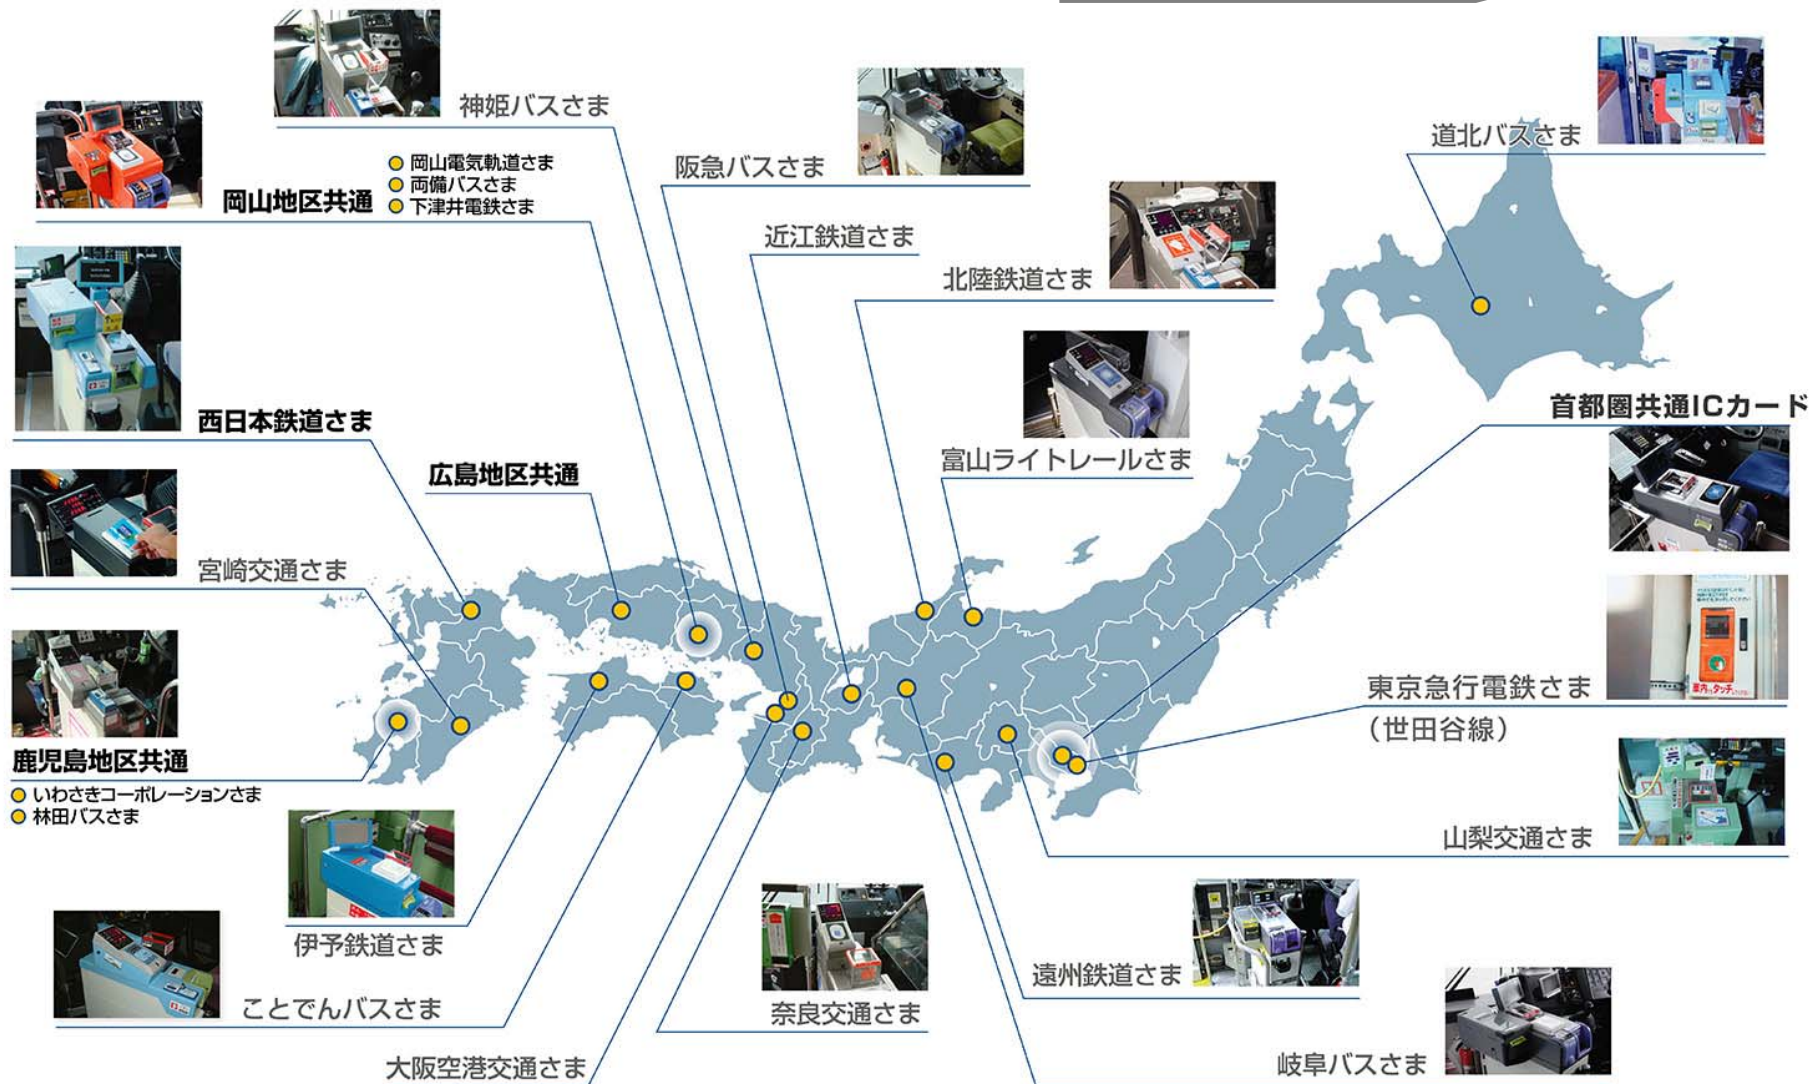 神姫バスさま
岡山地区共通
岡山電気軌道さま
両備バスさま
下津井電鉄さま
阪急バスさま
近江鉄道さま
北陸鉄道さま
道北バスさま
富山ライトレールさま
首都圏共通ICカード
西日本鉄道さま
広島地区共通
宮崎交通さま
鹿児島地区共通
いわさきコーポレーションさま
林田バスさま
東京急行電鉄さま
(世田谷線)
車内でタッチ
山梨交通さま
伊予鉄道さま
ことでんバスさま
大阪空港交通さま
奈良交通さま
遠州鉄道さま
岐阜バスさま